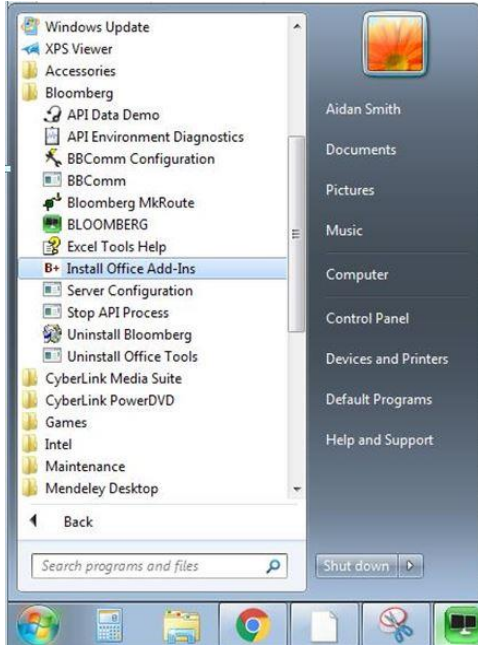 Windows Update
XPS Viewer
Accessories
Bloomberg
API Data Demo
API Environment Diagnostics
BBComm Configuration
BBComm
Bloomberg MkRoute
BLOOMBERG
Excel Tools Help
B+ Install Office Add-Ins
Server Configuration
Stop API Process
Uninstall Bloomberg
Uninstall Office Tools
CyberLink Media Suite
CyberLink PowerDVD
Games
Intel
Maintenance
Mendeley Desktop
Back
Search programs and files
Aidan Smith
Documents
Pictures
Music
Computer
Control Panel
Devices and Printers
Default Programs
Help and Support
Shut down